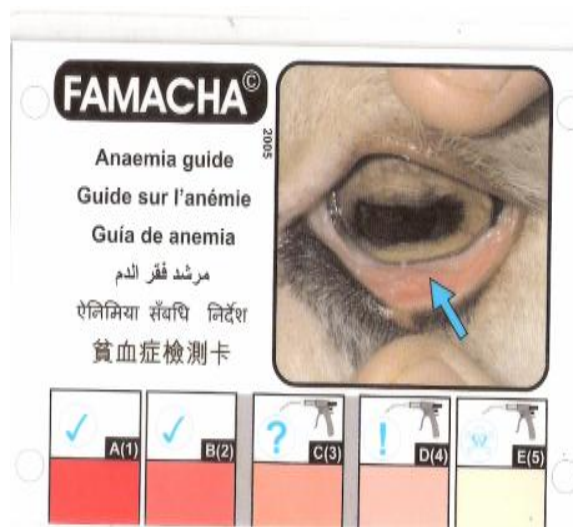 FAMACHA©
2005
Anaemia guide
Guide sur l'anémie
Guía de anemia
مرشد فقر الدم
ऐनिमिया सँबधि निर्देश
貧血症檢測卡
✓ ✓ ? ! 
A(1) B(2) C(3) D(4) E(5)